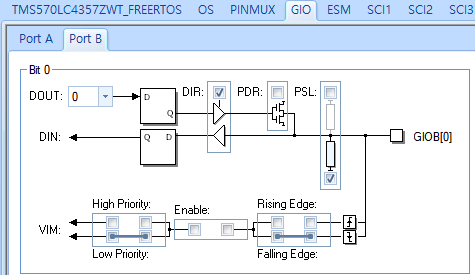 TMS570LC4357ZWT_FREERTOS OS PINMUX GIO ESM SCI1 SCI2 SCI3
Port A Port B
Bit 0
DOUT: 0 D Q DIR: PDR: PSL:
DIN: Q D GIOB[0]
High Priority: Enable: Rising Edge:
VIM:
Low Priority: Falling Edge: